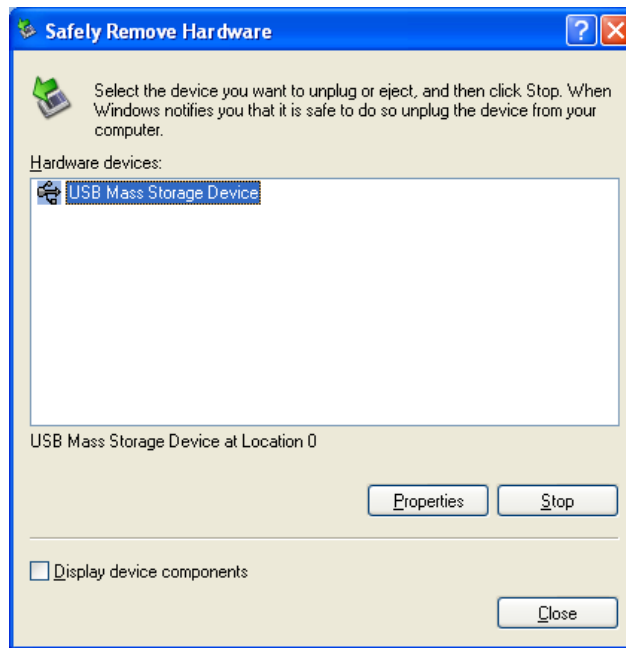 Safely Remove Hardware
Select the device you want to unplug or eject, and then click Stop. When
Windows notifies you that it is safe to do so unplug the device from your
computer.
Hardware devices:
USB Mass Storage Device
USB Mass Storage Device at Location 0
Properties Stop
Display device components
Close